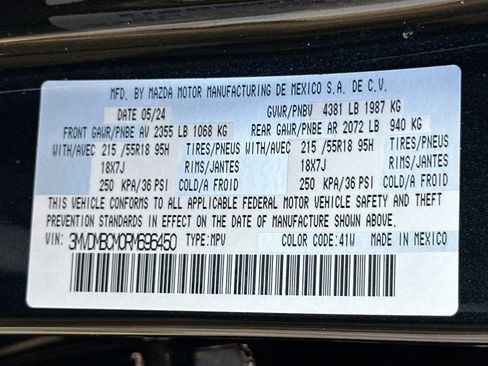 MFD. BY MAZDA MOTOR MANUFACTURING DE MEXICO S.A. DE C.V.
DATE 05/24 GVWR/PNBV 4381 LB 1987 KG
FRONT GAWR/PNBE AV 2355 LB 1068 KG REAR GAWR/PNBE AR 2072 LB 940 KG
WITH/AVEC 215 /55R18 95H TIRES/PNEUS WITH/AVEC 215 /55R18 95H TIRES/PNEUS
18X7J RIMS/JANTES 18X7J RIMS/JANTES
250 KPA/36 PSI COLD/A FROID 250 KPA/36 PSI COLD/A FROID
THIS VEHICLE CONFORMS TO ALL APPLICABLE FEDERAL MOTOR VEHICLE SAFETY AND THEFT
PREVENTION STANDARDS IN EFFECT ON THE DATE OF MANUFACTURE SHOWN ABOVE.
VIN: 3MVDMBCM0RM696450 TYPE:MPV COLOR CODE:41W MADE IN MEXICO